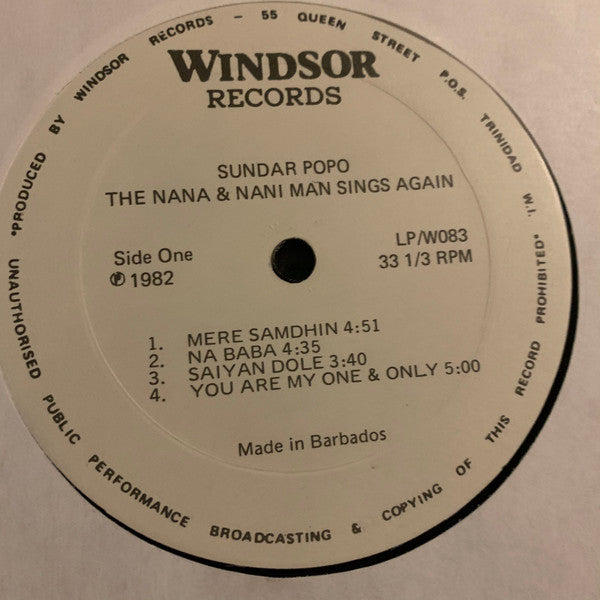 *PRODUCED BY WINDSOR RECORDS – 55 QUEEN STREET P.O.S. TRINIDAD W.I.
WINDSOR
RECORDS
SUNDAR POPO
THE NANA & NANI MAN SINGS AGAIN
Side One
℗ 1982
LP/W083
33 1/3 RPM
1. MERE SAMDHIN 4:51
2. NA BABA 4:35
3. SAIYAN DOLE 3:40
4. YOU ARE MY ONE & ONLY 5:00
Made in Barbados
UNAUTHORISED PUBLIC PERFORMANCE BROADCASTING & COPYING OF THIS RECORD PROHIBITED*